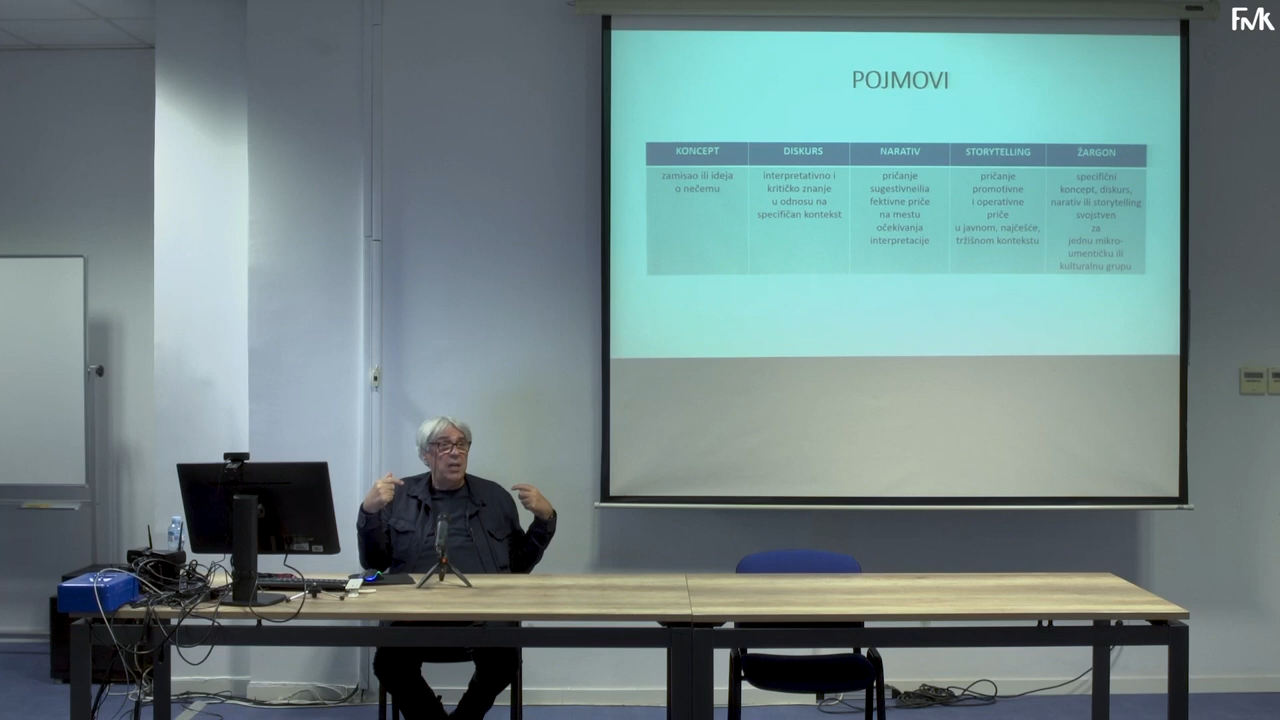 FMK
POJMOVI
KONCEPT
DISKURS
NARATIV
STORYTELLING
ŽARGON
zamisao ili ideja
o nečemu
interpretativno i
kritičko znanje
u odnosu na
specifičan kontekst
pričanje
sugestivneilia
fektivne priče
na mestu
očekivanja
interpretacije
pričanje
promotivne
i operativne
priče
u javnom, najčešće,
tržišnom kontekstu
specifični
koncept, diskurs,
narativ ili storytelling
svojstven
za
jednu mikro-
umentičku ili
kulturalnu grupu